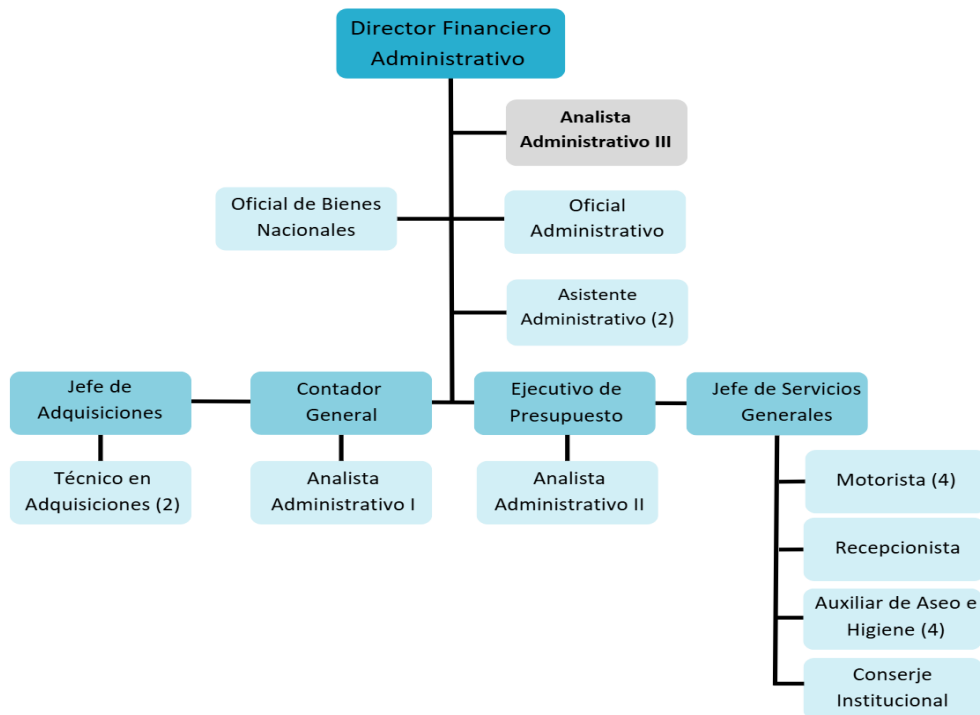 Director Financiero
Administrativo
Analista
Administrativo III
Oficial de Bienes
Nacionales
Oficial
Administrativo
Asistente
Administrativo (2)
Jefe de
Adquisiciones
Contador
General
Ejecutivo de
Presupuesto
Jefe de Servicios
Generales
Técnico en
Adquisiciones (2)
Analista
Administrativo I
Analista
Administrativo II
Motorista (4)
Recepcionista
Auxiliar de Aseo e
Higiene (4)
Conserje
Institucional